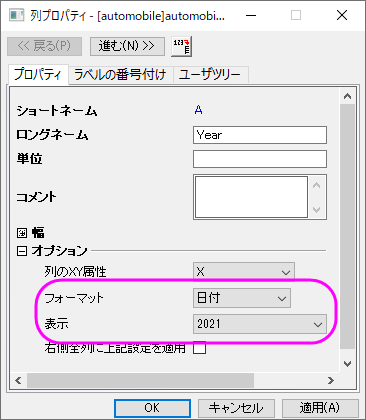 列プロパティ - [automobile]automobi...
<< 戻る(P) 進む(N) >>
プロパティ ラベルの番号付け ユーザツリー
ショートネーム A
ロングネーム Year
単位
コメント
幅
オプション
列のXY属性 X
フォーマット 日付
表示 2021
右側全列に上記設定を適用
OK キャンセル 適用(A)